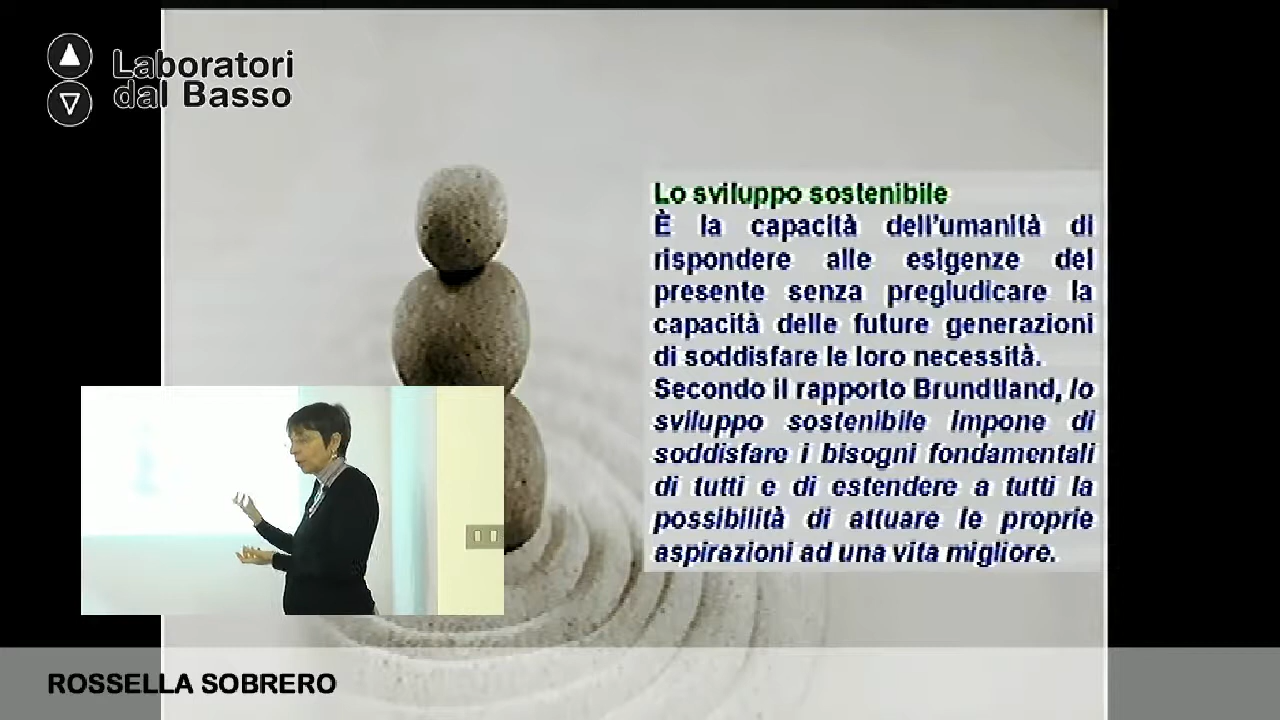 Laboratori
dal Basso
Lo sviluppo sostenibile
È la capacità dell'umanità di
rispondere alle esigenze del
presente senza pregiudicare la
capacità delle future generazioni
di soddisfare le loro necessità.
Secondo il rapporto Brundtland, lo
sviluppo sostenibile impone di
soddisfare i bisogni fondamentali
di tutti e di estendere a tutti la
possibilità di attuare le proprie
aspirazioni ad una vita migliore.
ROSSELLA SOBRERO